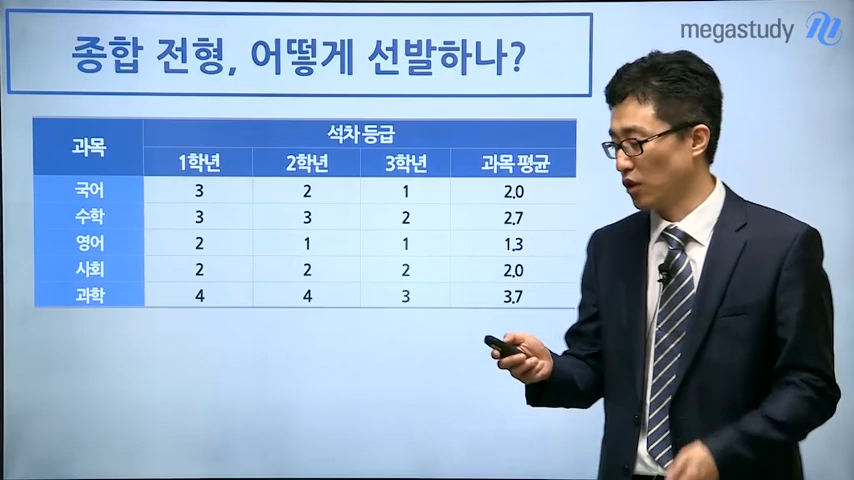 megastudy
종합 전형, 어떻게 선발하나?
과목 석차 등급
1학년 2학년 3학년 과목 평균
국어 3 2 1 2.0
수학 3 3 2 2.7
영어 2 1 1 1.3
사회 2 2 2 2.0
과학 4 4 3 3.7